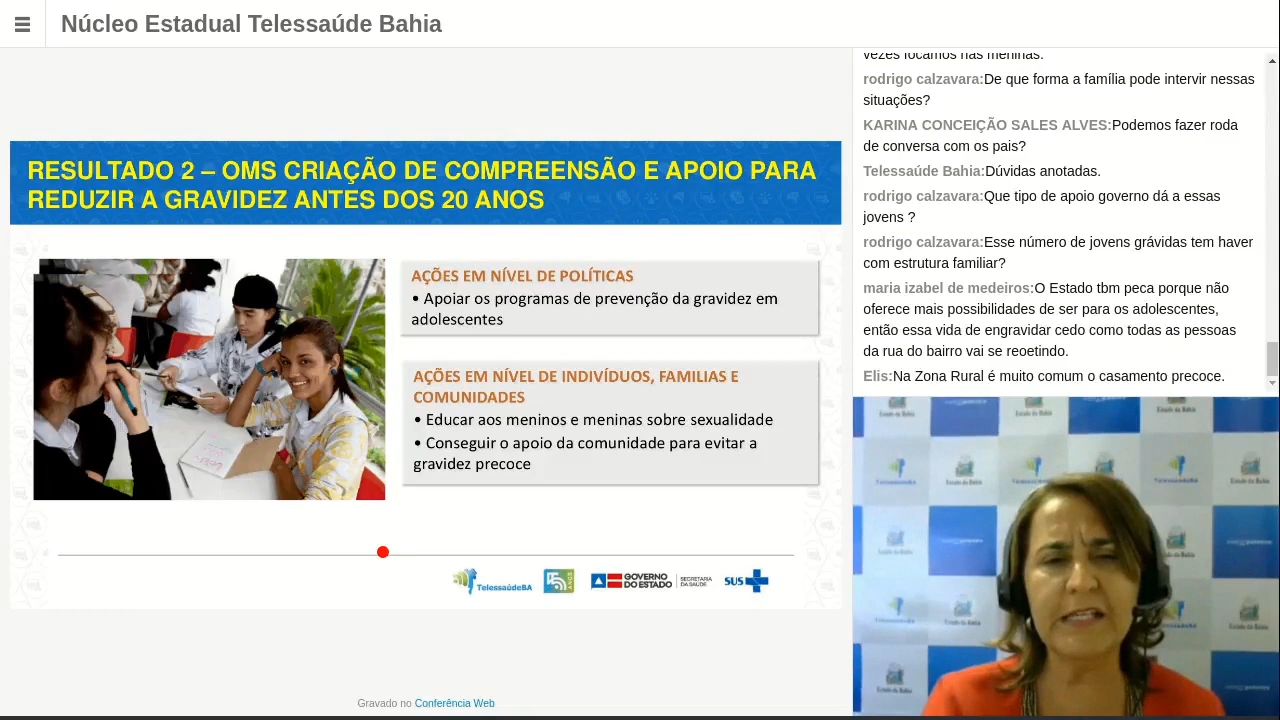 Núcleo Estadual Telessaúde Bahia
RESULTADO 2 – OMS CRIAÇÃO DE COMPREENSÃO E APOIO PARA
REDUZIR A GRAVIDEZ ANTES DOS 20 ANOS
AÇÕES EM NÍVEL DE POLÍTICAS
• Apoiar os programas de prevenção da gravidez em
adolescentes
AÇÕES EM NÍVEL DE INDIVÍDUOS, FAMILIAS E
COMUNIDADES
• Educar aos meninos e meninas sobre sexualidade
• Conseguir o apoio da comunidade para evitar a
gravidez precoce
TelessaúdeBA
GOVERNO
DO ESTADO
SECRETARIA
DA SAÚDE
SUS
Gravado no Conferência Web
vezes focamos nas meninas.
rodrigo calzavara:De que forma a família pode intervir nessas
situações?
KARINA CONCEIÇÃO SALES ALVES:Podemos fazer roda
de conversa com os pais?
Telessaúde Bahia:Dúvidas anotadas.
rodrigo calzavara:Que tipo de apoio governo dá a essas
jovens ?
rodrigo calzavara:Esse número de jovens grávidas tem haver
com estrutura familiar?
maria izabel de medeiros:O Estado tbm peca porque não
oferece mais possibilidades de ser para os adolescentes,
então essa vida de engravidar cedo como todas as pessoas
da rua do bairro vai se reoetindo.
Elis:Na Zona Rural é muito comum o casamento precoce.